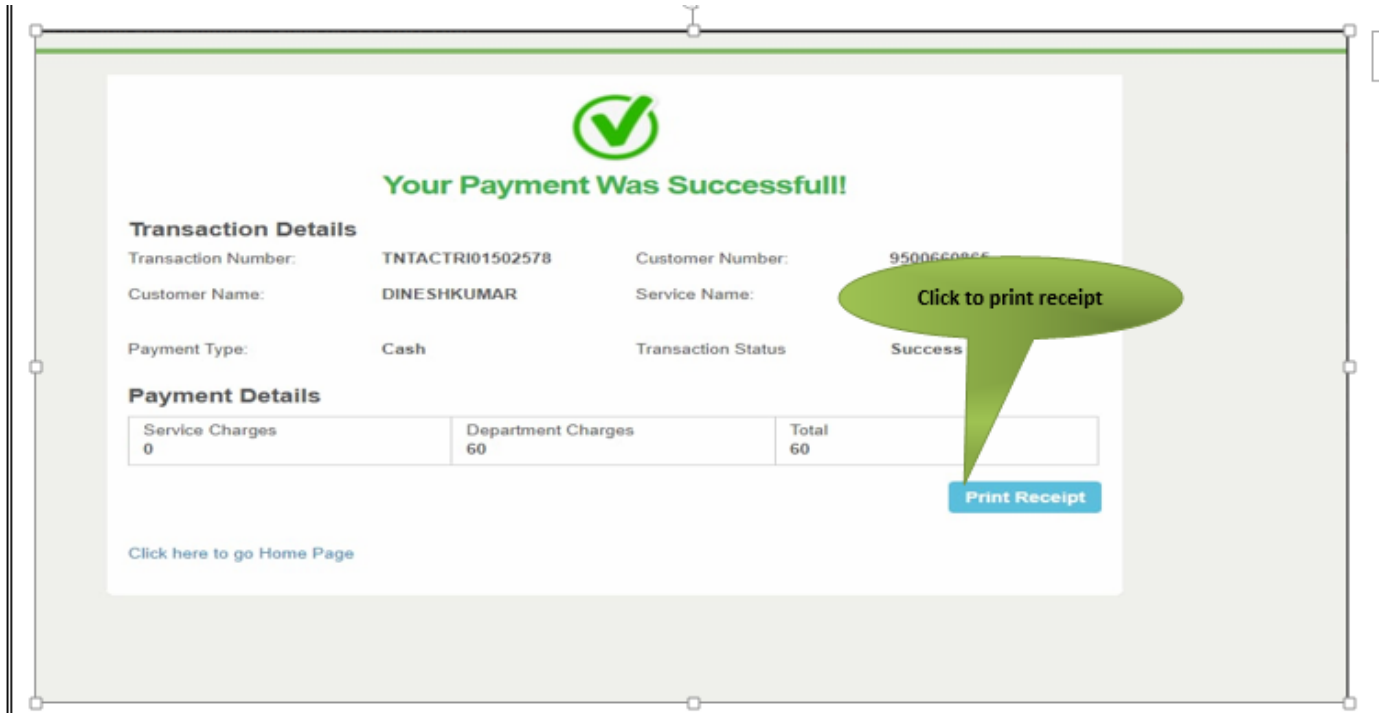 Your Payment Was Successfull!
Transaction Details
Transaction Number: TNTACTRI01502578 Customer Number:
Customer Name: DINESHKUMAR Service Name:
Click to print receipt
Payment Type: Cash Transaction Status Success
Payment Details
Service Charges Department Charges Total
0 60 60
Print Receipt
Click here to go Home Page